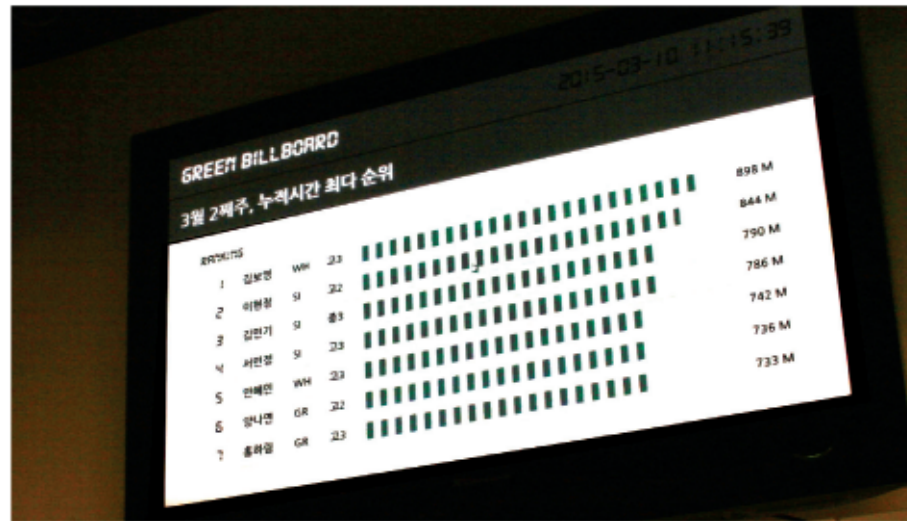 2015-03-10 11:15:39
GREEN BILLBOARD
3월 2째주, 누적시간 최다 순위
RANKING
1 김보영 WH 고3 898 M
2 이현정 SI 고2 844 M
3 김민기 SI 중3 790 M
4 서민정 SI 고3 786 M
5 안혜민 WH 고3 742 M
6 양나연 GR 고2 736 M
7 홍하림 GR 고3 733 M